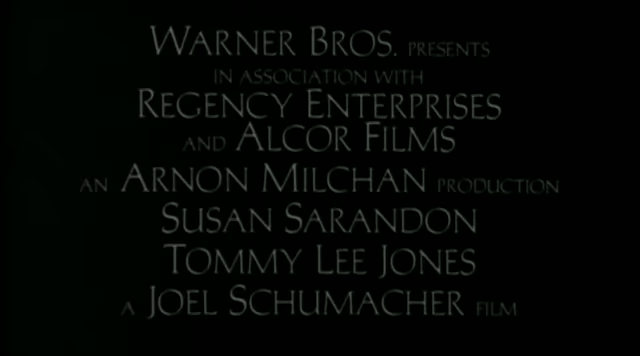 WARNER BROS. PRESENTS
IN ASSOCIATION WITH
REGENCY ENTERPRISES
AND ALCOR FILMS
AN ARNON MILCHAN PRODUCTION
SUSAN SARANDON
TOMMY LEE JONES
A JOEL SCHUMACHER FILM